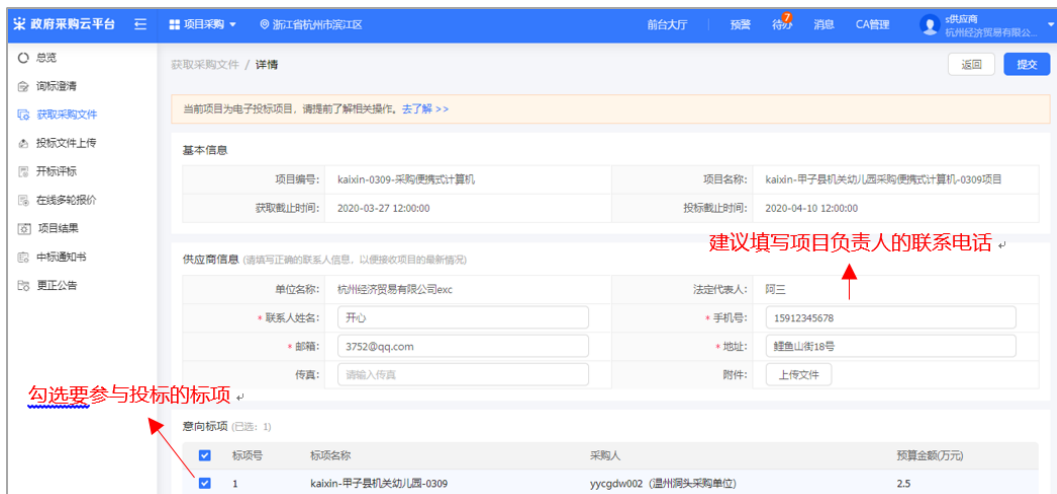 政府采购云平台 项目采购 浙江省杭州市滨江区 前台大厅 预警 待办 7 消息 CA管理 s供应商
杭州经济贸易有限公...
总览
询标澄清
获取采购文件
投标文件上传
开标评标
在线多轮报价
项目结果
中标通知书
更正公告
获取采购文件 / 详情 返回 提交
当前项目为电子投标项目，请提前了解相关操作。去了解 >>
基本信息
项目编号: kaixin-0309-采购便携式计算机 项目名称: kaixin-甲子县机关幼儿园采购便携式计算机-0309项目
获取截止时间: 2020-03-27 12:00:00 投标截止时间: 2020-04-10 12:00:00
建议填写项目负责人的联系电话
供应商信息 (请填写正确的联系人信息，以便接收项目的最新情况)
单位名称: 杭州经济贸易有限公司exc 法定代表人: 阿三
* 联系人姓名: 开心 * 手机号: 15912345678
* 邮箱: 3752@qq.com * 地址: 鲤鱼山街18号
传真: 请输入传真 附件: 上传文件
勾选要参与投标的标项
意向标项 (已选: 1)
标项号 标项名称 采购人 预算金额(万元)
1 kaixin-甲子县机关幼儿园-0309 yycgdw002（温州洞头采购单位） 2.5